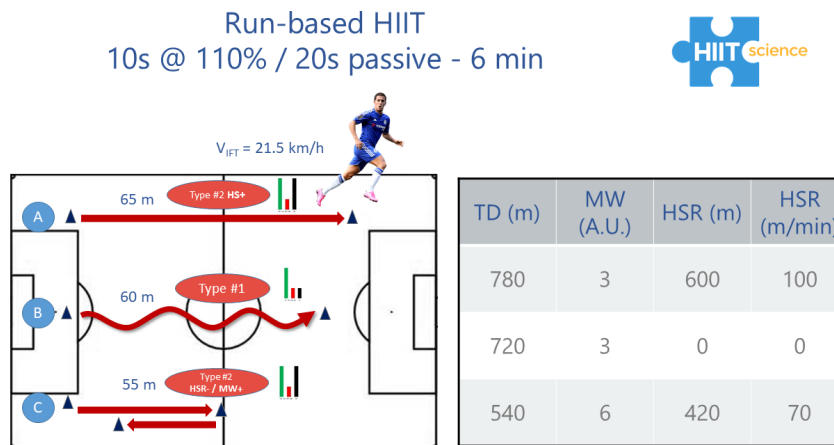 Run-based HIIT
10s @ 110% / 20s passive - 6 min
HIIT science
V_IFT = 21.5 km/h
65 m
Type #2 HS+
A
60 m
Type #1
B
55 m
Type #2
HSR- / MW+
C
TD (m) MW (A.U.) HSR (m) HSR (m/min)
780 3 600 100
720 3 0 0
540 6 420 70